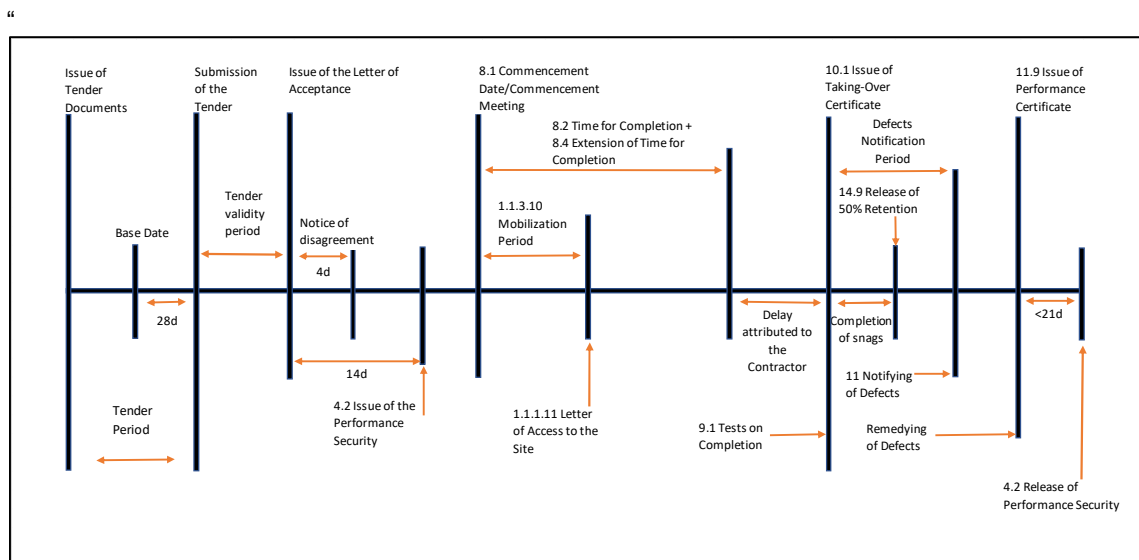 “
Issue of
Tender
Documents
Submission
of the
Tender
Issue of the Letter of
Acceptance
8.1 Commencement
Date/Commencement
Meeting
10.1 Issue of
Taking-Over
Certificate
11.9 Issue of
Performance
Certificate
8.2 Time for Completion +
8.4 Extension of Time for
Completion
Defects
Notification
Period
Tender
validity
period
1.1.3.10
Mobilization
Period
14.9 Release of
50% Retention
Base Date
Notice of
disagreement
4d
28d
Delay
attributed to
the
Contractor
Completion
of snags
<21d
14d
4.2 Issue of the
Performance
Security
11 Notifying
of Defects
Tender
Period
1.1.1.11 Letter
of Access to the
Site
9.1 Tests on
Completion
Remedying
of Defects
4.2 Release of
Performance Security